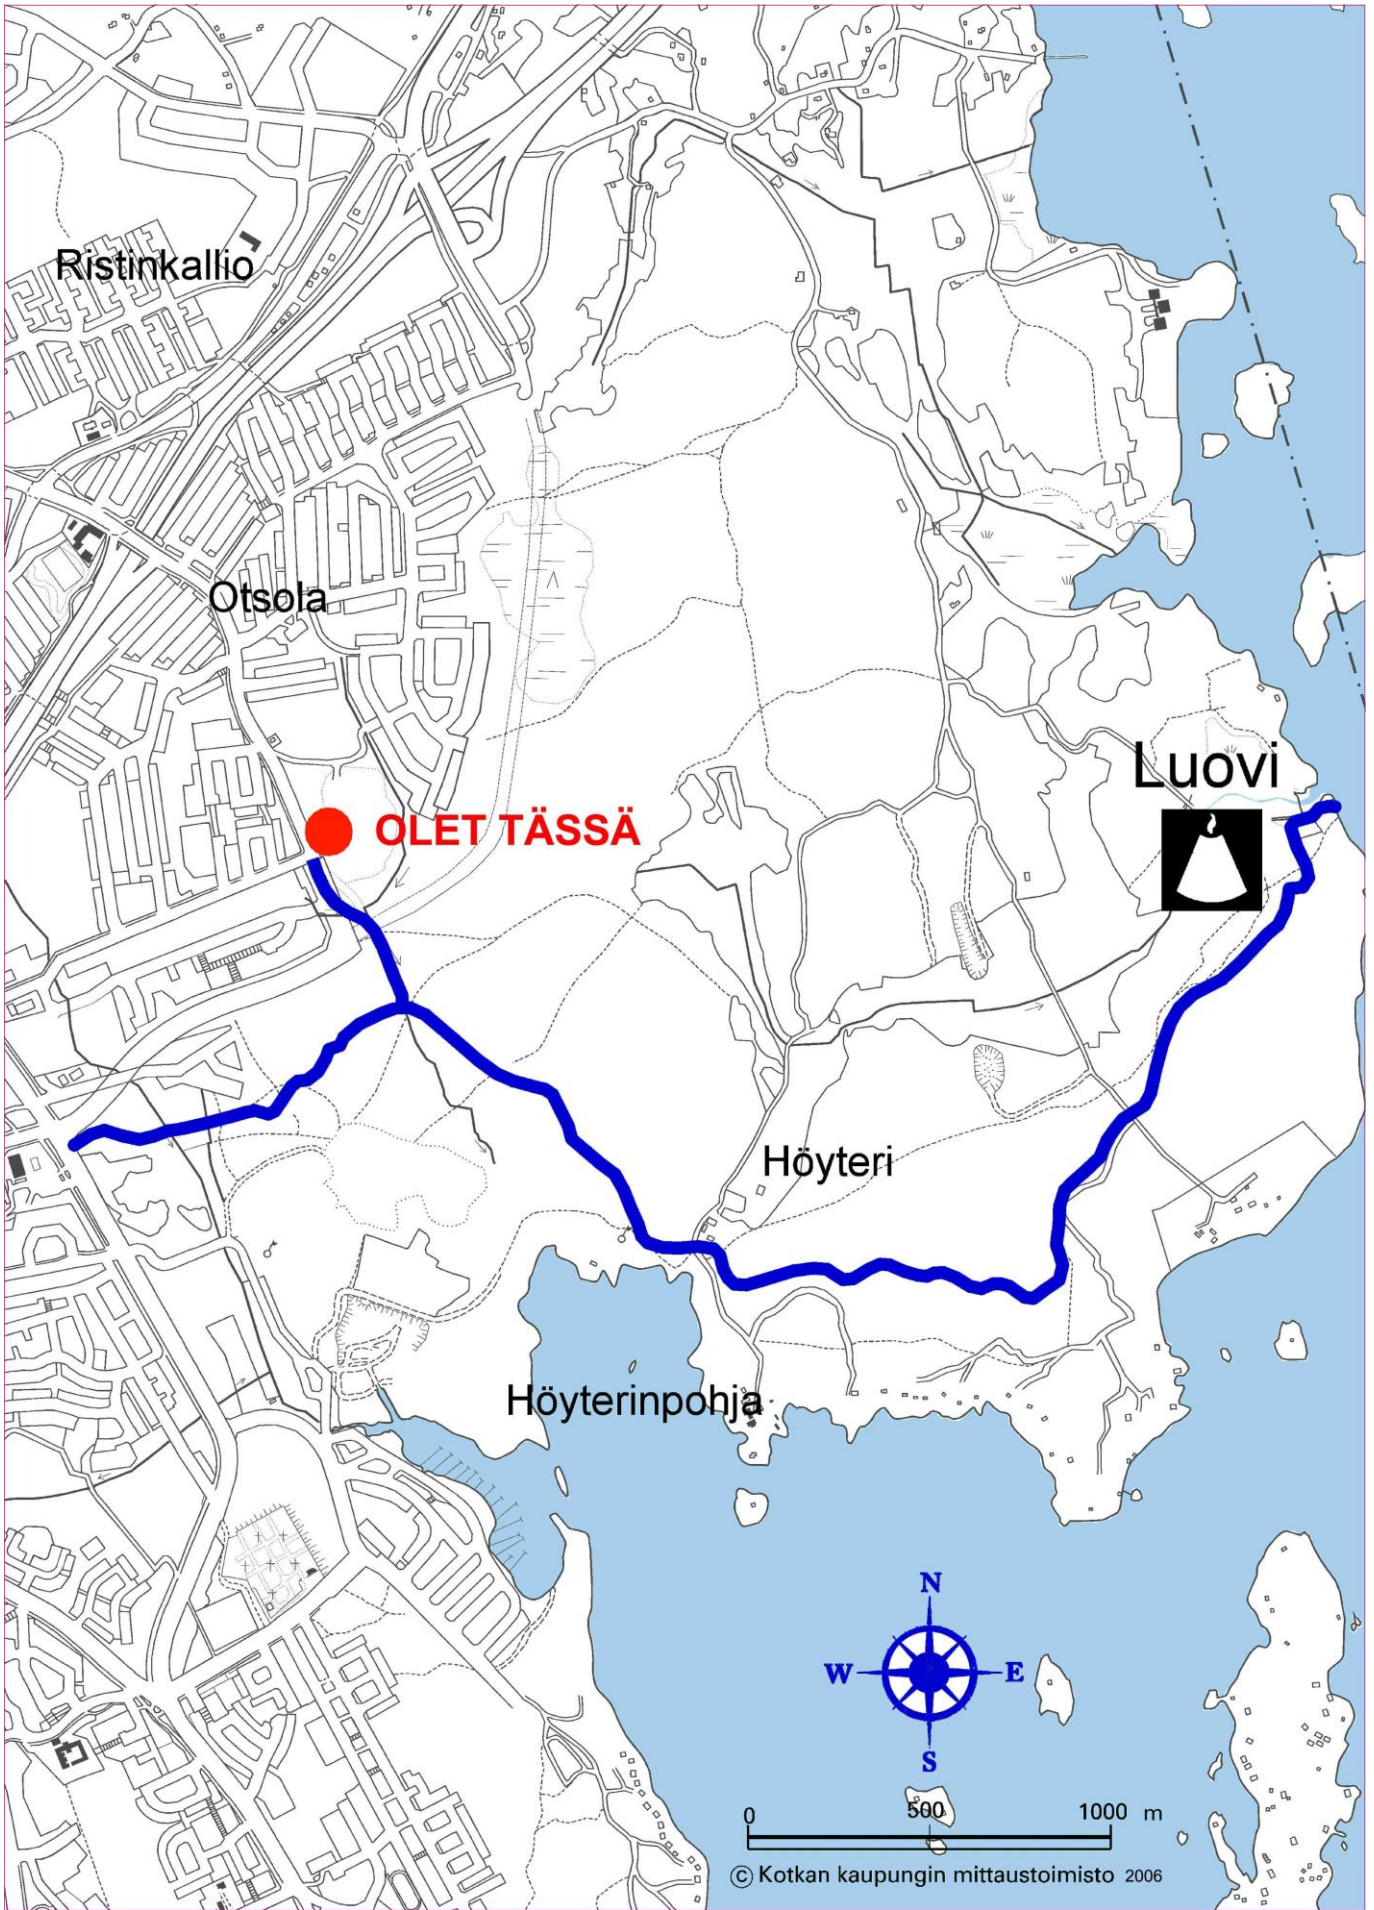 Ristinkallio
Otsola
Luovi
OLET TÄSSÄ
Höyteri
Höyterinpohja
N
W E
S
0 500 1000 m
© Kotkan kaupungin mittaustoimisto 2006